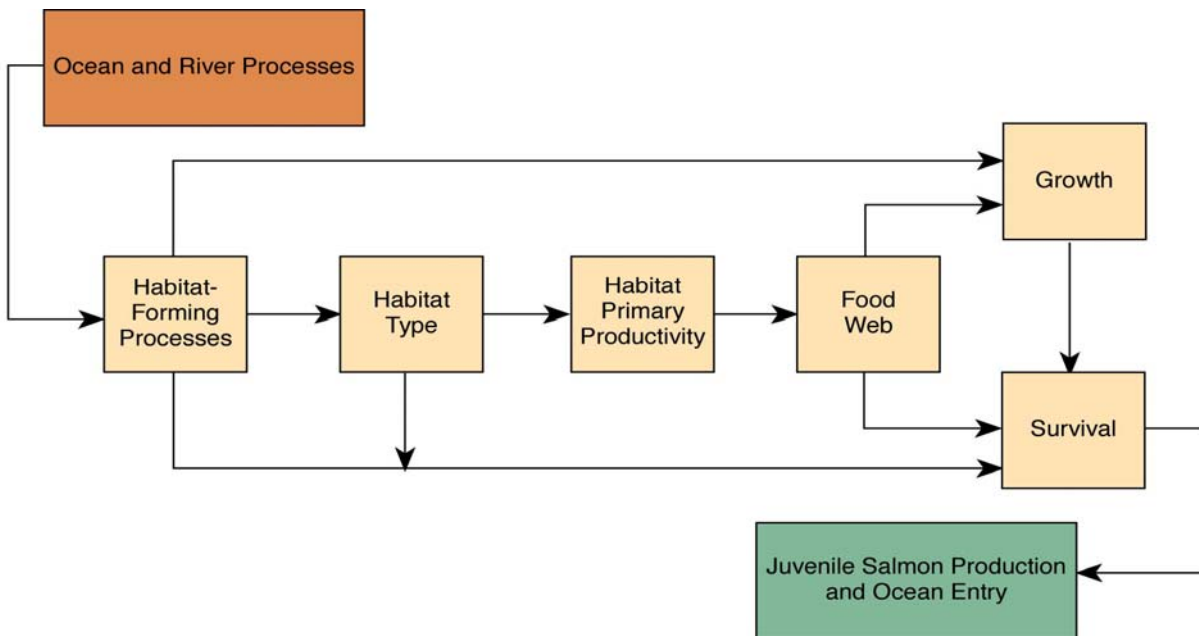 Ocean and River Processes
Growth
Habitat-
Forming
Processes
Habitat
Type
Habitat
Primary
Productivity
Food
Web
Survival
Juvenile Salmon Production
and Ocean Entry